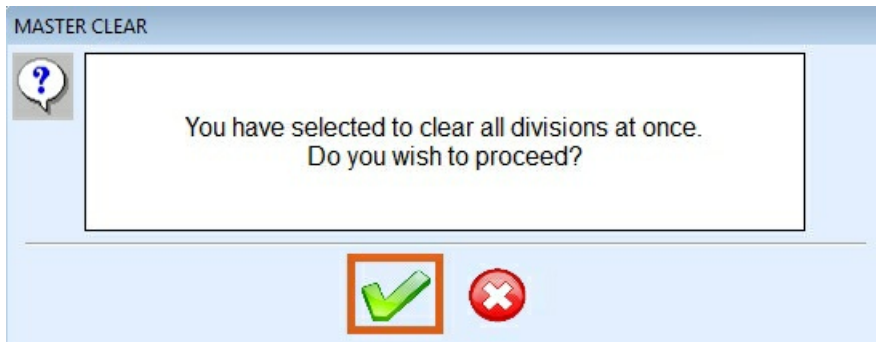 MASTER CLEAR
?
You have selected to clear all divisions at once.
Do you wish to proceed?